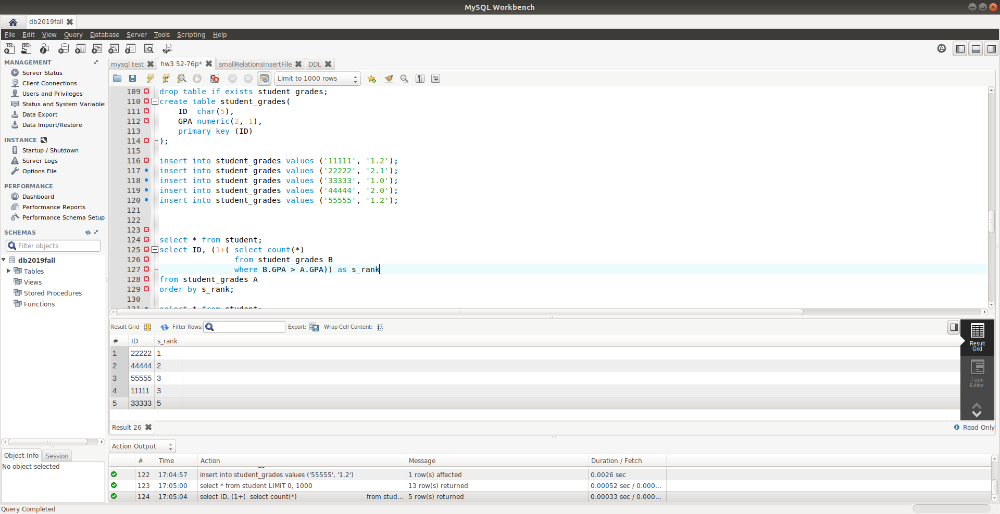 MySQL Workbench
db2019fall
File Edit View Query Database Server Tools Scripting Help
MANAGEMENT
Server Status
Client Connections
Users and Privileges
Status and System Variables
Data Export
Data Import/Restore
INSTANCE
Startup / Shutdown
Server Logs
Options File
PERFORMANCE
Dashboard
Performance Reports
Performance Schema Setup
SCHEMAS
Filter objects
db2019fall
Tables
Views
Stored Procedures
Functions
Object Info Session
No object selected
mysql test hw3 52-76p* smallRelationsInsertFile DDL
Limit to 1000 rows
109 drop table if exists student_grades;
110 create table student_grades(
111 ID char(5),
112 GPA numeric(2, 1),
113 primary key (ID)
114 );
115
116 insert into student_grades values ('11111', '1.2');
117 insert into student_grades values ('22222', '2.1');
118 insert into student_grades values ('33333', '1.0');
119 insert into student_grades values ('44444', '2.0');
120 insert into student_grades values ('55555', '1.2');
121
122
123
124 select * from student;
125 select ID, (1+( select count(*)
126 from student_grades B
127 where B.GPA > A.GPA)) as s_rank
128 from student_grades A
129 order by s_rank;
130
131 select * from student;
Result Grid Filter Rows: Export: Wrap Cell Content:
# ID s_rank
1 22222 1
2 44444 2
3 55555 3
4 11111 3
5 33333 5
Result Grid
Form Editor
Result 26
Read Only
Action Output
# Time Action Message Duration / Fetch
122 17:04:57 insert into student_grades values ('55555', '1.2') 1 row(s) affected 0.0026 sec
123 17:05:00 select * from student LIMIT 0, 1000 13 row(s) returned 0.00052 sec / 0.000...
124 17:05:04 select ID, (1+( select count(*) from stud... 5 row(s) returned 0.00033 sec / 0.000...
Query Completed